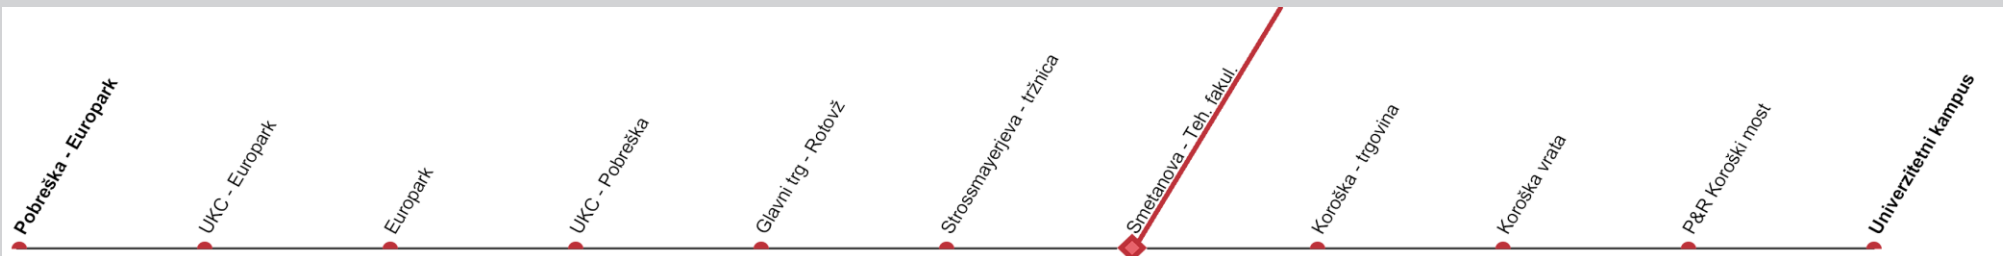 Pobreška - Europark
UKC - Europark
Europark
UKC - Pobreška
Glavni trg - Rotovž
Strossmayerjeva - tržnica
Smetanova - Teh. fakul.
Koroška - trgovina
Koroška vrata
P&R Koroški most
Univerzitetni kampus